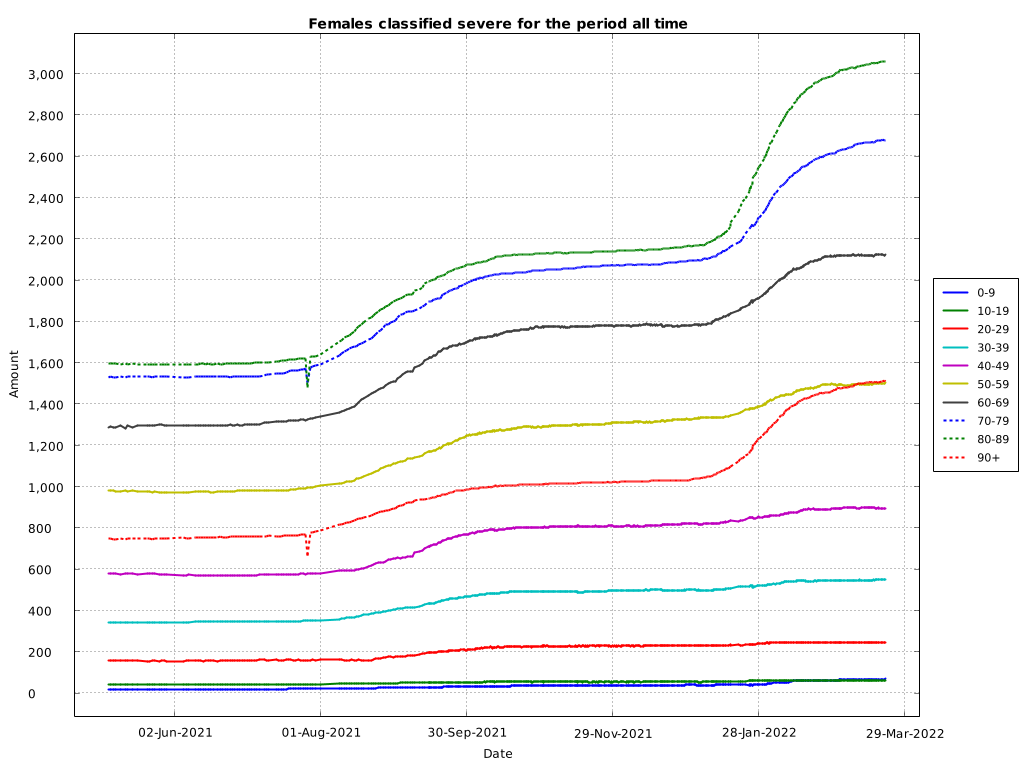 Females classified severe for the period all time
3,000
2,800
2,600
2,400
2,200
2,000
1,800
1,600
1,400
1,200
1,000
800
600
400
200
0
Amount
02-Jun-2021
01-Aug-2021
30-Sep-2021
29-Nov-2021
28-Jan-2022
29-Mar-2022
Date
0-9
10-19
20-29
30-39
40-49
50-59
60-69
70-79
80-89
90+